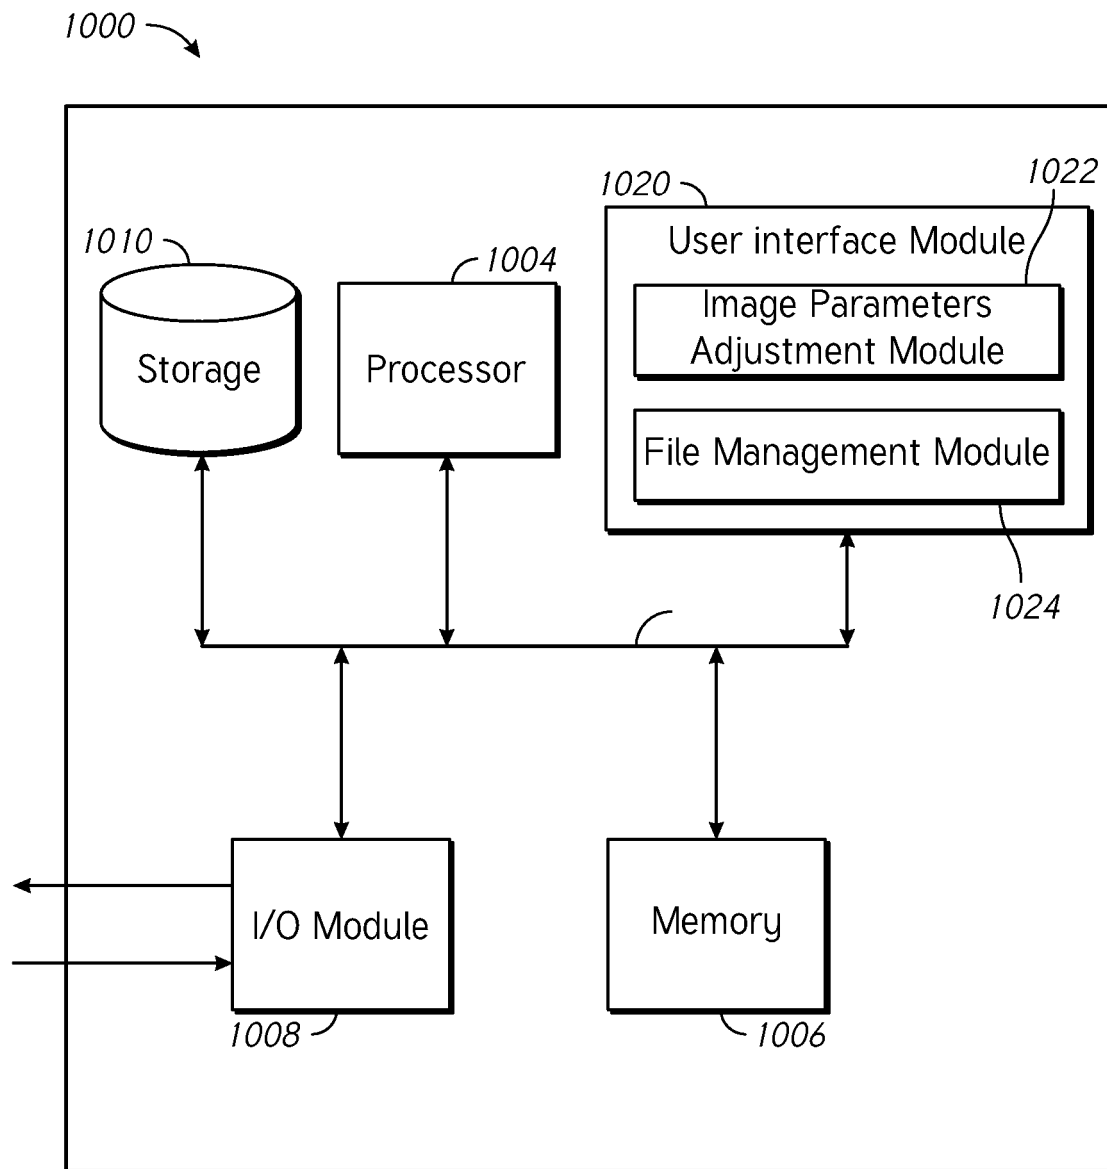 1000
1022
1020
User interface Module
1010
1004
Image Parameters
Adjustment Module
Storage
Processor
File Management Module
1024
I/O Module
Memory
1008
1006